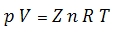 p V = Z n R T